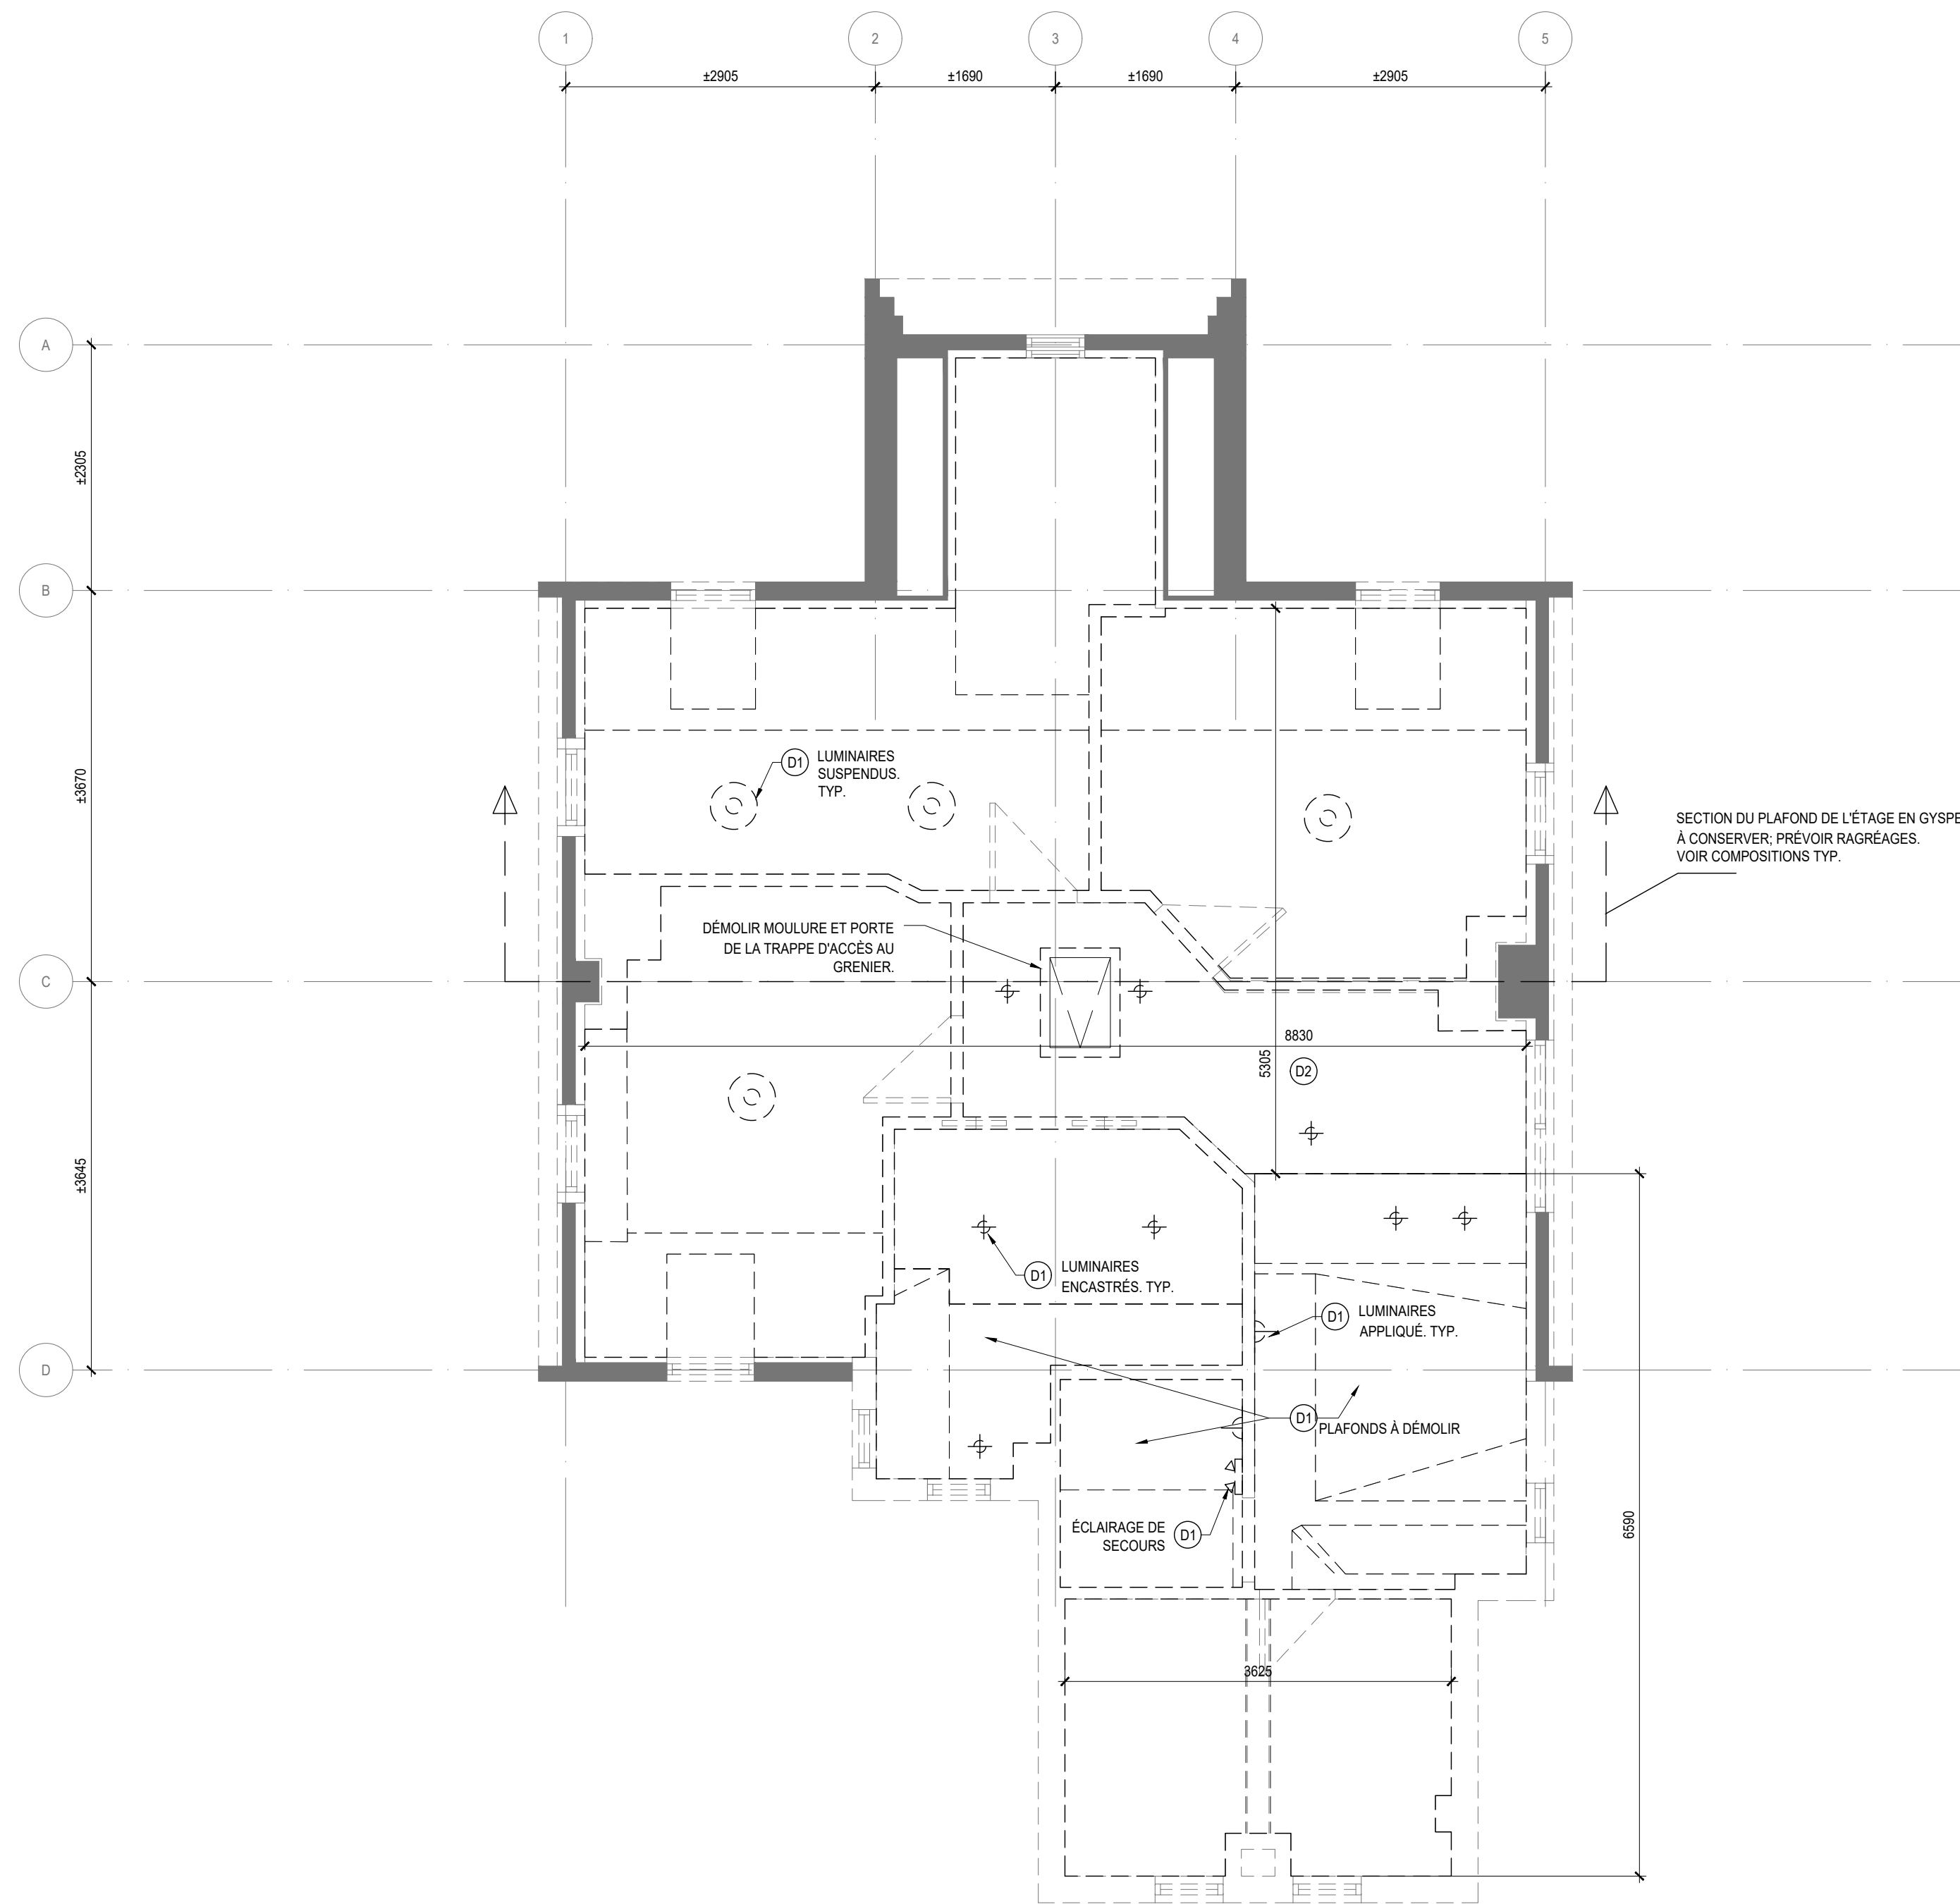 1
2
3
4
5
±2905
±1690
±1690
±2905
A
±2305
B
±3670
D1
LUMINAIRES
SUSPENDUS.
TYP.
SECTION DU PLAFOND DE L'ÉTAGE EN GYSPE
À CONSERVER; PRÉVOIR RAGRÉAGES.
VOIR COMPOSITIONS TYP.
DÉMOLIR MOULURE ET PORTE
DE LA TRAPPE D'ACCÈS AU
GRENIER.
C
8830
5305
D2
±3645
D1
LUMINAIRES
ENCASTRÉS. TYP.
D1
LUMINAIRES
APPLIQUÉ. TYP.
D
D1
PLAFONDS À DÉMOLIR
ÉCLAIRAGE DE
SECOURS
D1
6590
3625